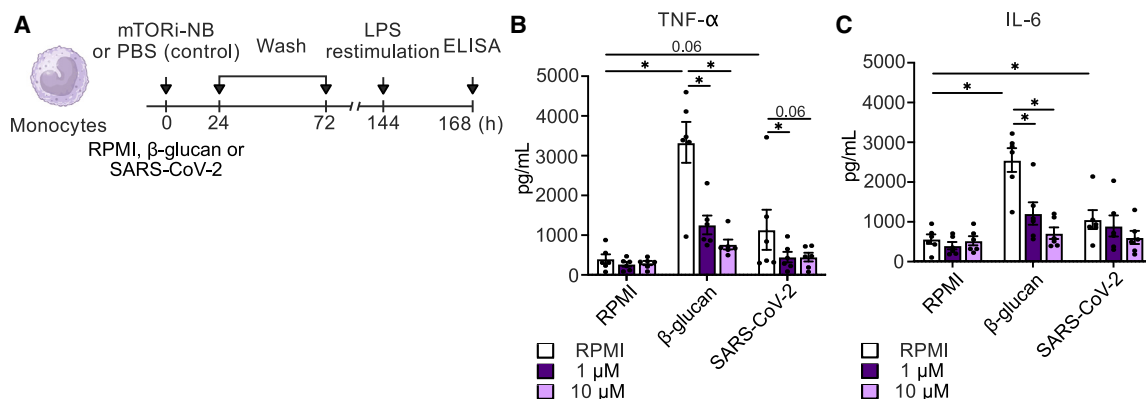 A
mTORi-NB
or PBS (control)
Wash
LPS
restimulation
ELISA
Monocytes
0 24 72 144 168 (h)
RPMI, β-glucan or
SARS-CoV-2
B
TNF-α
0.06
* * *
0.06
*
5000
4000
3000
2000
1000
0
pg/mL
RPMI
β-glucan
SARS-CoV-2
RPMI
1 μM
10 μM
C
IL-6
*
*
*
*
5000
4000
3000
2000
1000
0
pg/mL
RPMI
β-glucan
SARS-CoV-2
RPMI
1 μM
10 μM